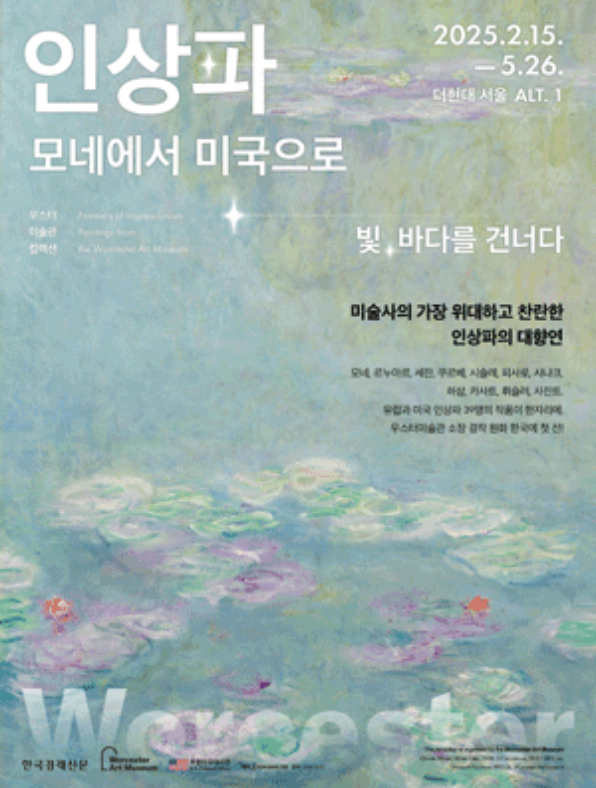 인상파
2025.2.15.
—5.26.
더현대 서울 ALT. 1
모네에서 미국으로
우스터 Frontiers of Impressionism
미술관 Paintings from
컬렉션 the Worcester Art Museum
빛, 바다를 건너다
미술사의 가장 위대하고 찬란한
인상파의 대향연
모네, 르누아르, 세잔, 쿠르베, 시슬레, 피사로, 시냐크,
하삼, 카사트, 휘슬러, 사전트.
유럽과 미국 인상파 39명의 작품이 한자리에.
우스터미술관 소장 걸작 원화 한국에 첫 선!
Worcester
한국경제신문 Worcester
Art Museum